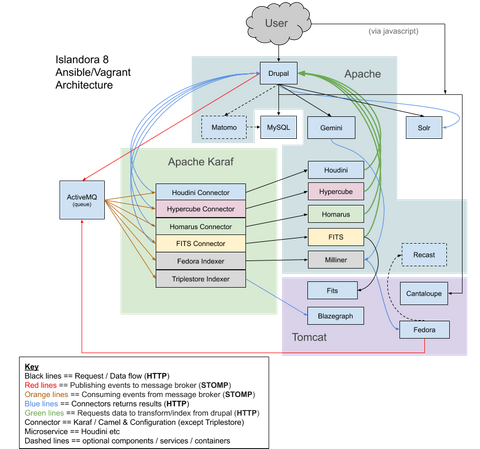 User
(via javascript)
Islandora 8
Ansible/Vagrant
Architecture
Drupal
Apache
Matomo
MySQL
Gemini
Solr
Apache Karaf
ActiveMQ
(queue)
Houdini Connector
Hypercube Connector
Homarus Connector
FITS Connector
Fedora Indexer
Triplestore Indexer
Houdini
Hypercube
Homarus
FITS
Milliner
Recast
Fits
Cantaloupe
Blazegraph
Fedora
Tomcat
Key
Black lines == Request / Data flow (HTTP)
Red lines == Publishing events to message broker (STOMP)
Orange lines == Consuming events from message broker (STOMP)
Blue lines == Connectors returns results (HTTP)
Green lines == Requests data to transform/index from drupal (HTTP)
Connector == Karaf / Camel & Configuration (except Triplestore)
Microservice == Houdini etc
Dashed lines == optional components / services / containers